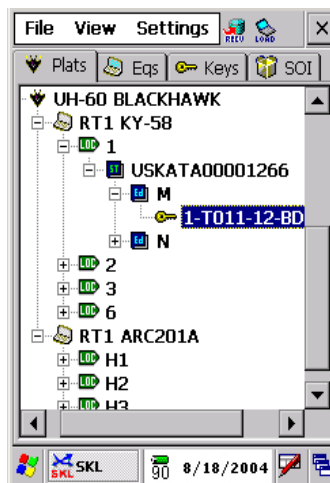 File View Settings RECV LOAD X
Plats Eqs Keys SOI
UH-60 BLACKHAWK
RT1 KY-58
LOC 1
ST USKATA00001266
Ed M
1-T011-12-BD
Ed N
LOC 2
LOC 3
LOC 6
RT1 ARC201A
LOC H1
LOC H2
LOC H3
SKL SKL 90 8/18/2004